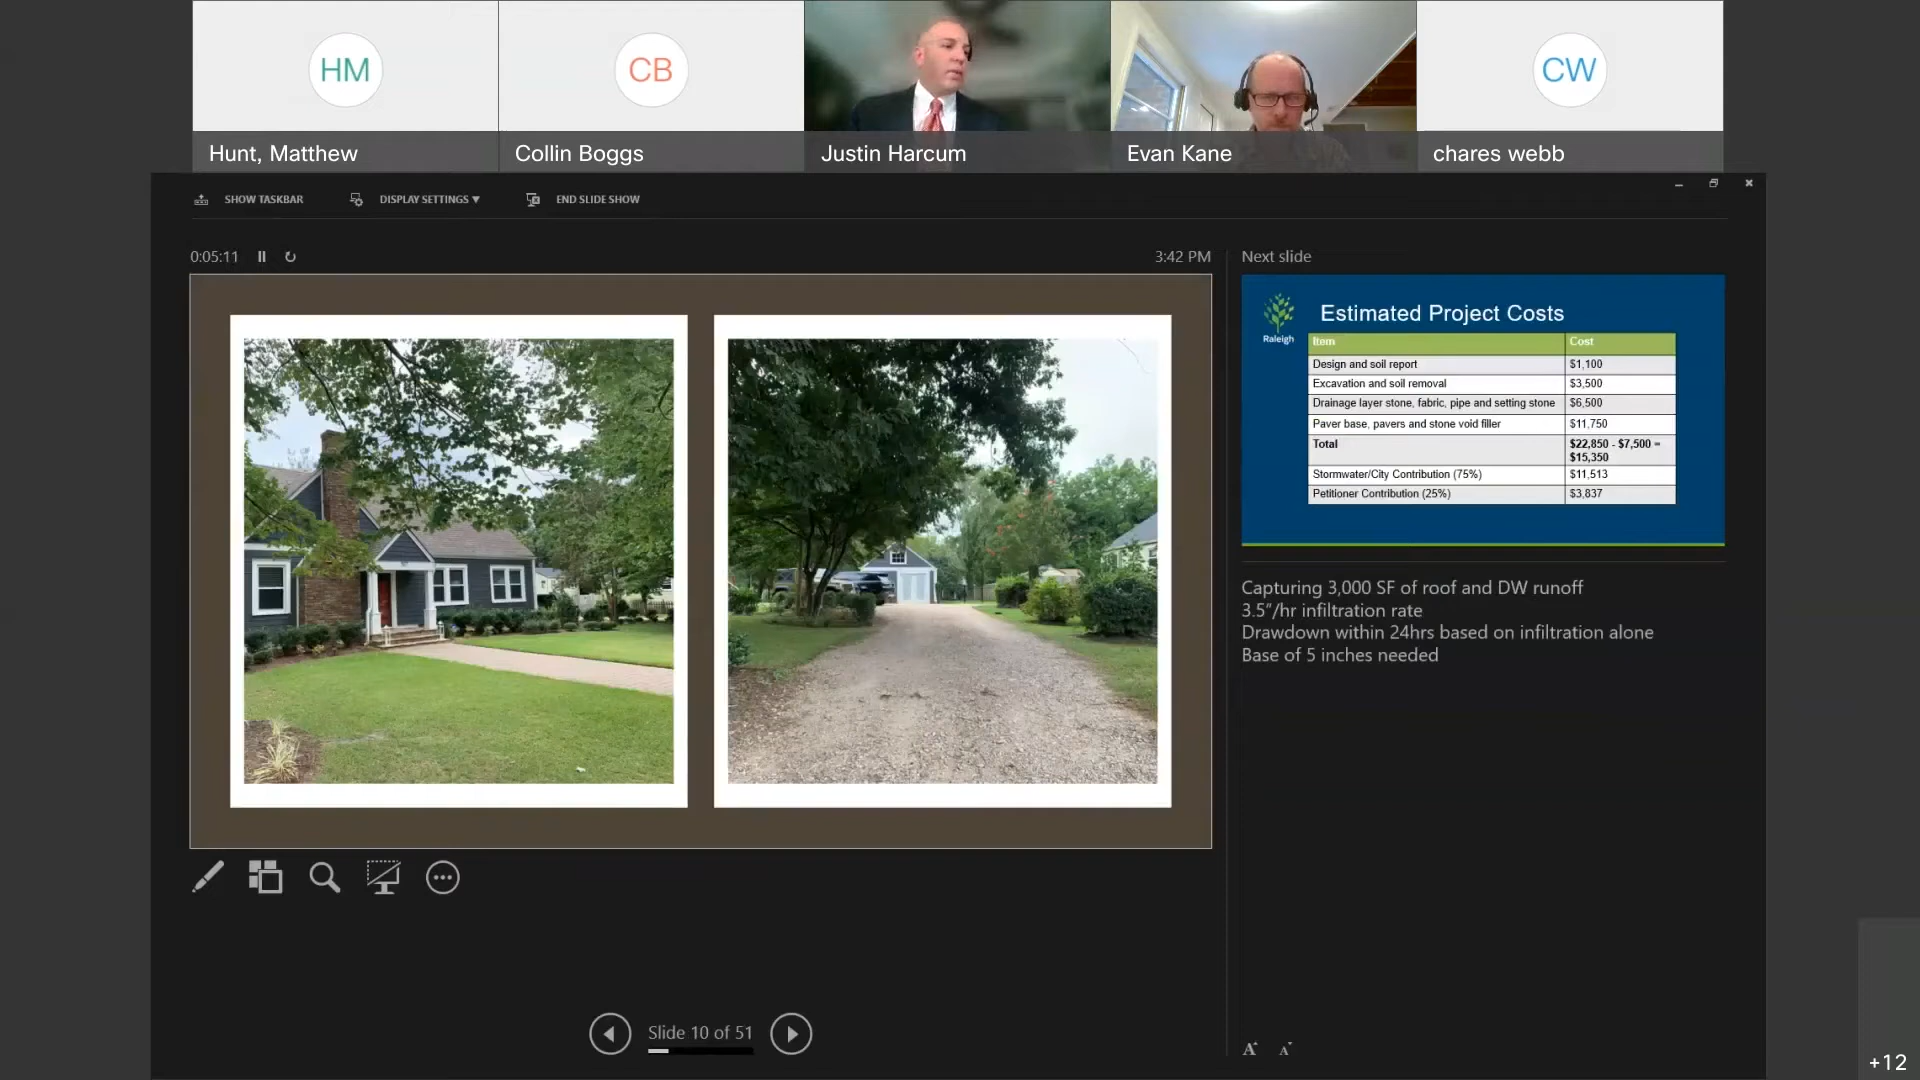 HM
CB
CW
Hunt, Matthew
Collin Boggs
Justin Harcum
Evan Kane
chares webb
SHOW TASKBAR
DISPLAY SETTINGS ▾
END SLIDE SHOW
0:05:11
3:42 PM
Next slide
Raleigh
Estimated Project Costs
Item Cost
Design and soil report $1,100
Excavation and soil removal $3,500
Drainage layer stone, fabric, pipe and setting stone $6,500
Paver base, pavers and stone void filler $11,750
Total $22,850 - $7,500 =
$15,350
Stormwater/City Contribution (75%) $11,513
Petitioner Contribution (25%) $3,837
Capturing 3,000 SF of roof and DW runoff
3.5”/hr infiltration rate
Drawdown within 24hrs based on infiltration alone
Base of 5 inches needed
Slide 10 of 51
A A
+12